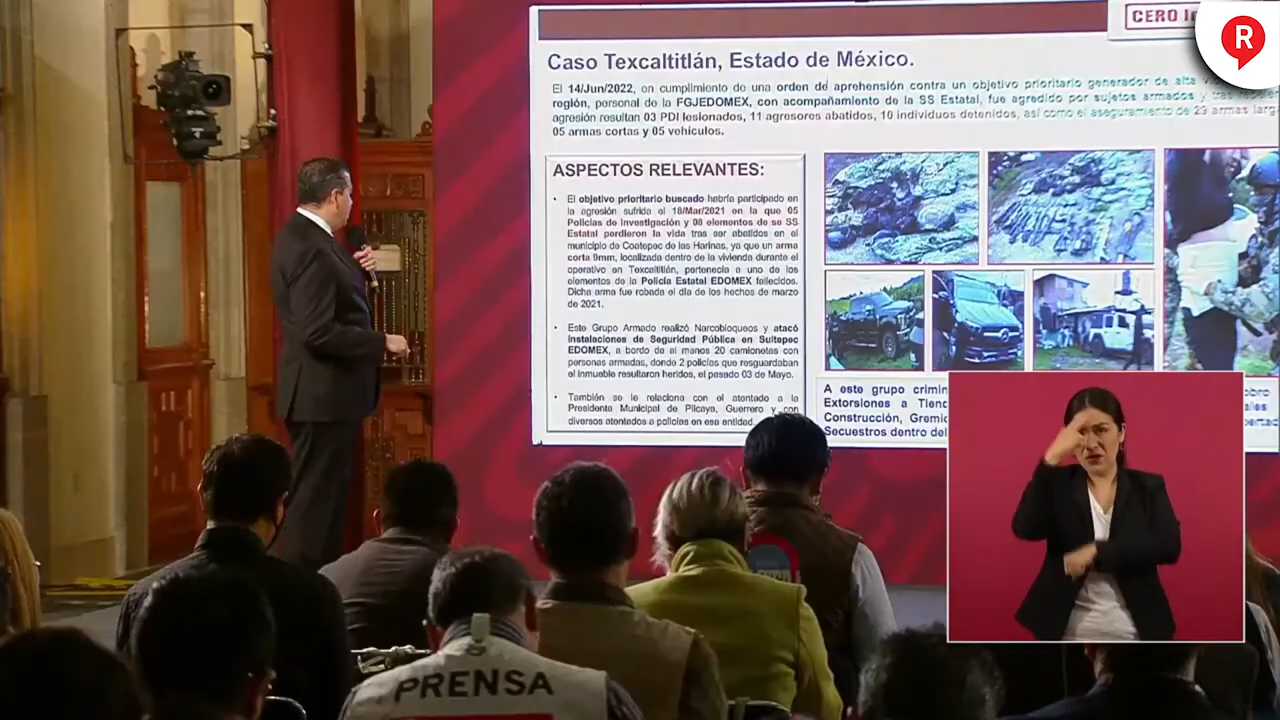 CERO I
R
Caso Texcaltitlán, Estado de México.
El 14/Jun/2022, en cumplimiento de una orden de aprehensión contra un objetivo prioritario generador de alta
región, personal de la FGJEDOMEX, con acompañamiento de la SS Estatal, fue agredido por sujetos armados y tras
agresión resultan 03 PDI lesionados, 11 agresores abatidos, 10 individuos detenidos, así como el aseguramiento de 29 armas larg
05 armas cortas y 05 vehículos.
ASPECTOS RELEVANTES:
• El objetivo prioritario buscado habría participado en
la agresión sufrida el 18/Mar/2021 en la que 05
Policías de Investigación y 08 elementos de se SS
Estatal perdieron la vida tras ser abatidos en el
municipio de Coatepec de las Harinas, ya que un arma
corta 9mm, localizada dentro de la vivienda durante el
operativo en Texcaltitlán, pertenecía a uno de los
elementos de la Policía Estatal EDOMEX fallecidos.
Dicha arma fue robada el día de los hechos de marzo
de 2021.
• Este Grupo Armado realizó Narcobloqueos y atacó
Instalaciones de Seguridad Pública en Sultepec
EDOMEX, a bordo de al menos 20 camionetas con
personas armadas, donde 2 policías que resguardaban
el inmueble resultaron heridos, el pasado 03 de Mayo.
• También se le relaciona con el atentado a la
Presidente Municipal de Pilcaya, Guerrero y con
diversos atentados a policías en esa entidad.
A este grupo crimin
Extorsiones a Tiend
Construcción, Gremio
Secuestros dentro del
obro
ales
bertad
PRENSA